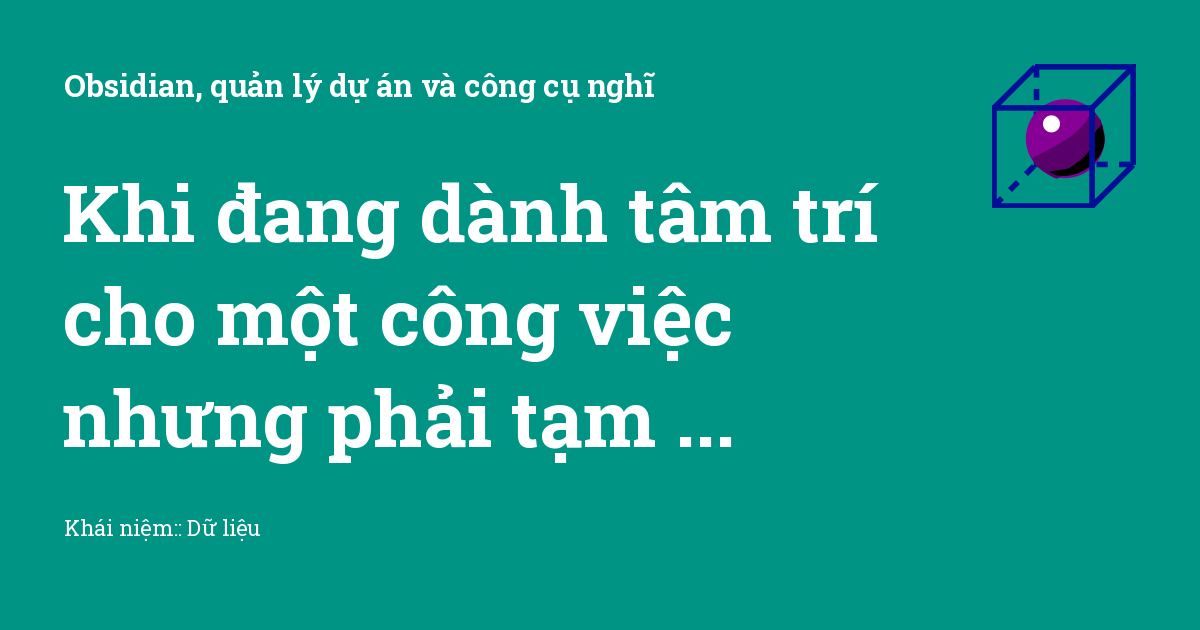 Obsidian, quản lý dự án và công cụ nghĩ
Khi đang dành tâm trí
cho một công việc
nhưng phải tạm ...
Khái niệm:: Dữ liệu